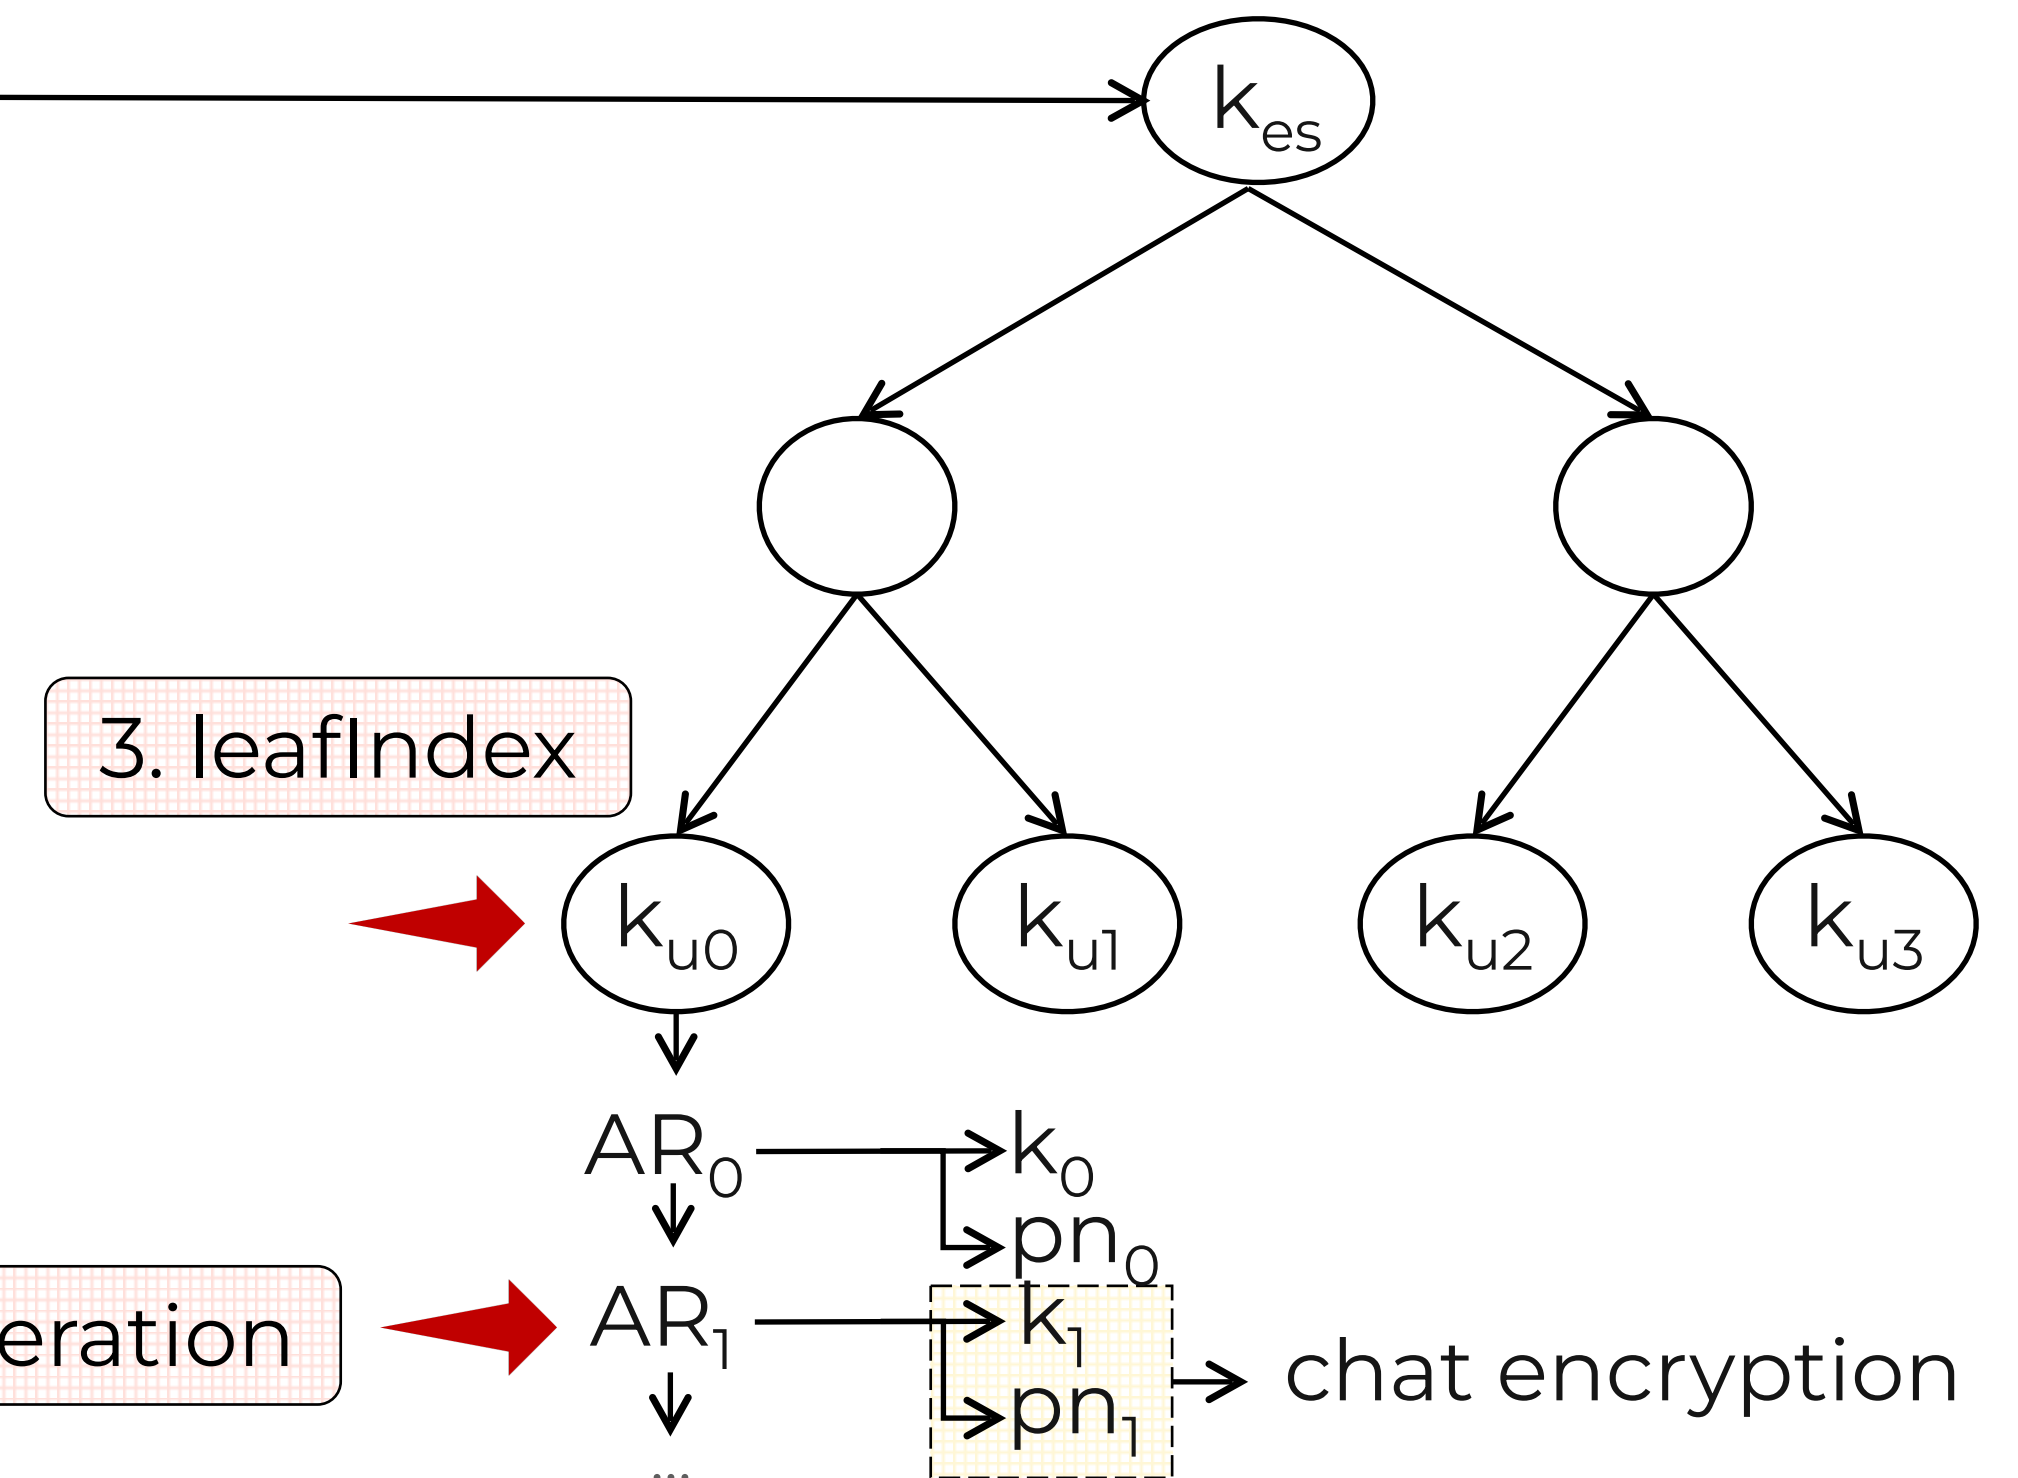 k_es
3. leafIndex
k_u0 k_u1 k_u2 k_u3
AR_0 k_0
pn_0
AR_1 k_1
eration
chat encryption
pn_1
...